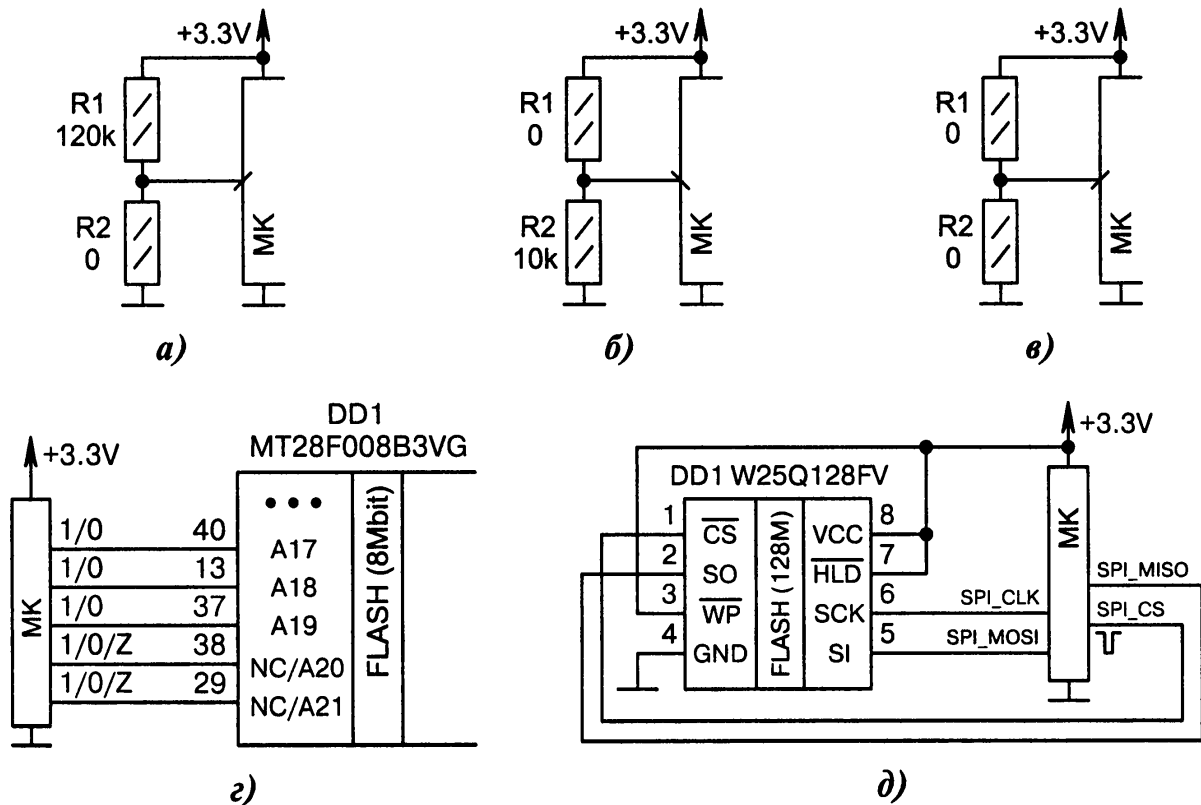 +3.3V
R1
120k
R2
0
MK
а)
+3.3V
R1
0
R2
10k
MK
б)
+3.3V
R1
0
R2
0
MK
в)
+3.3V
MK
1/0 40
1/0 13
1/0 37
1/0/Z 38
1/0/Z 29
DD1
MT28F008B3VG
• • •
A17
A18
A19
NC/A20
NC/A21
FLASH (8Mbit)
г)
+3.3V
DD1 W25Q128FV
1 CS
2 SO
3 WP
4 GND
FLASH (128M)
VCC 8
HLD 7
SCK 6
SI 5
SPI_CLK
SPI_MOSI
MK
SPI_MISO
SPI_CS
д)